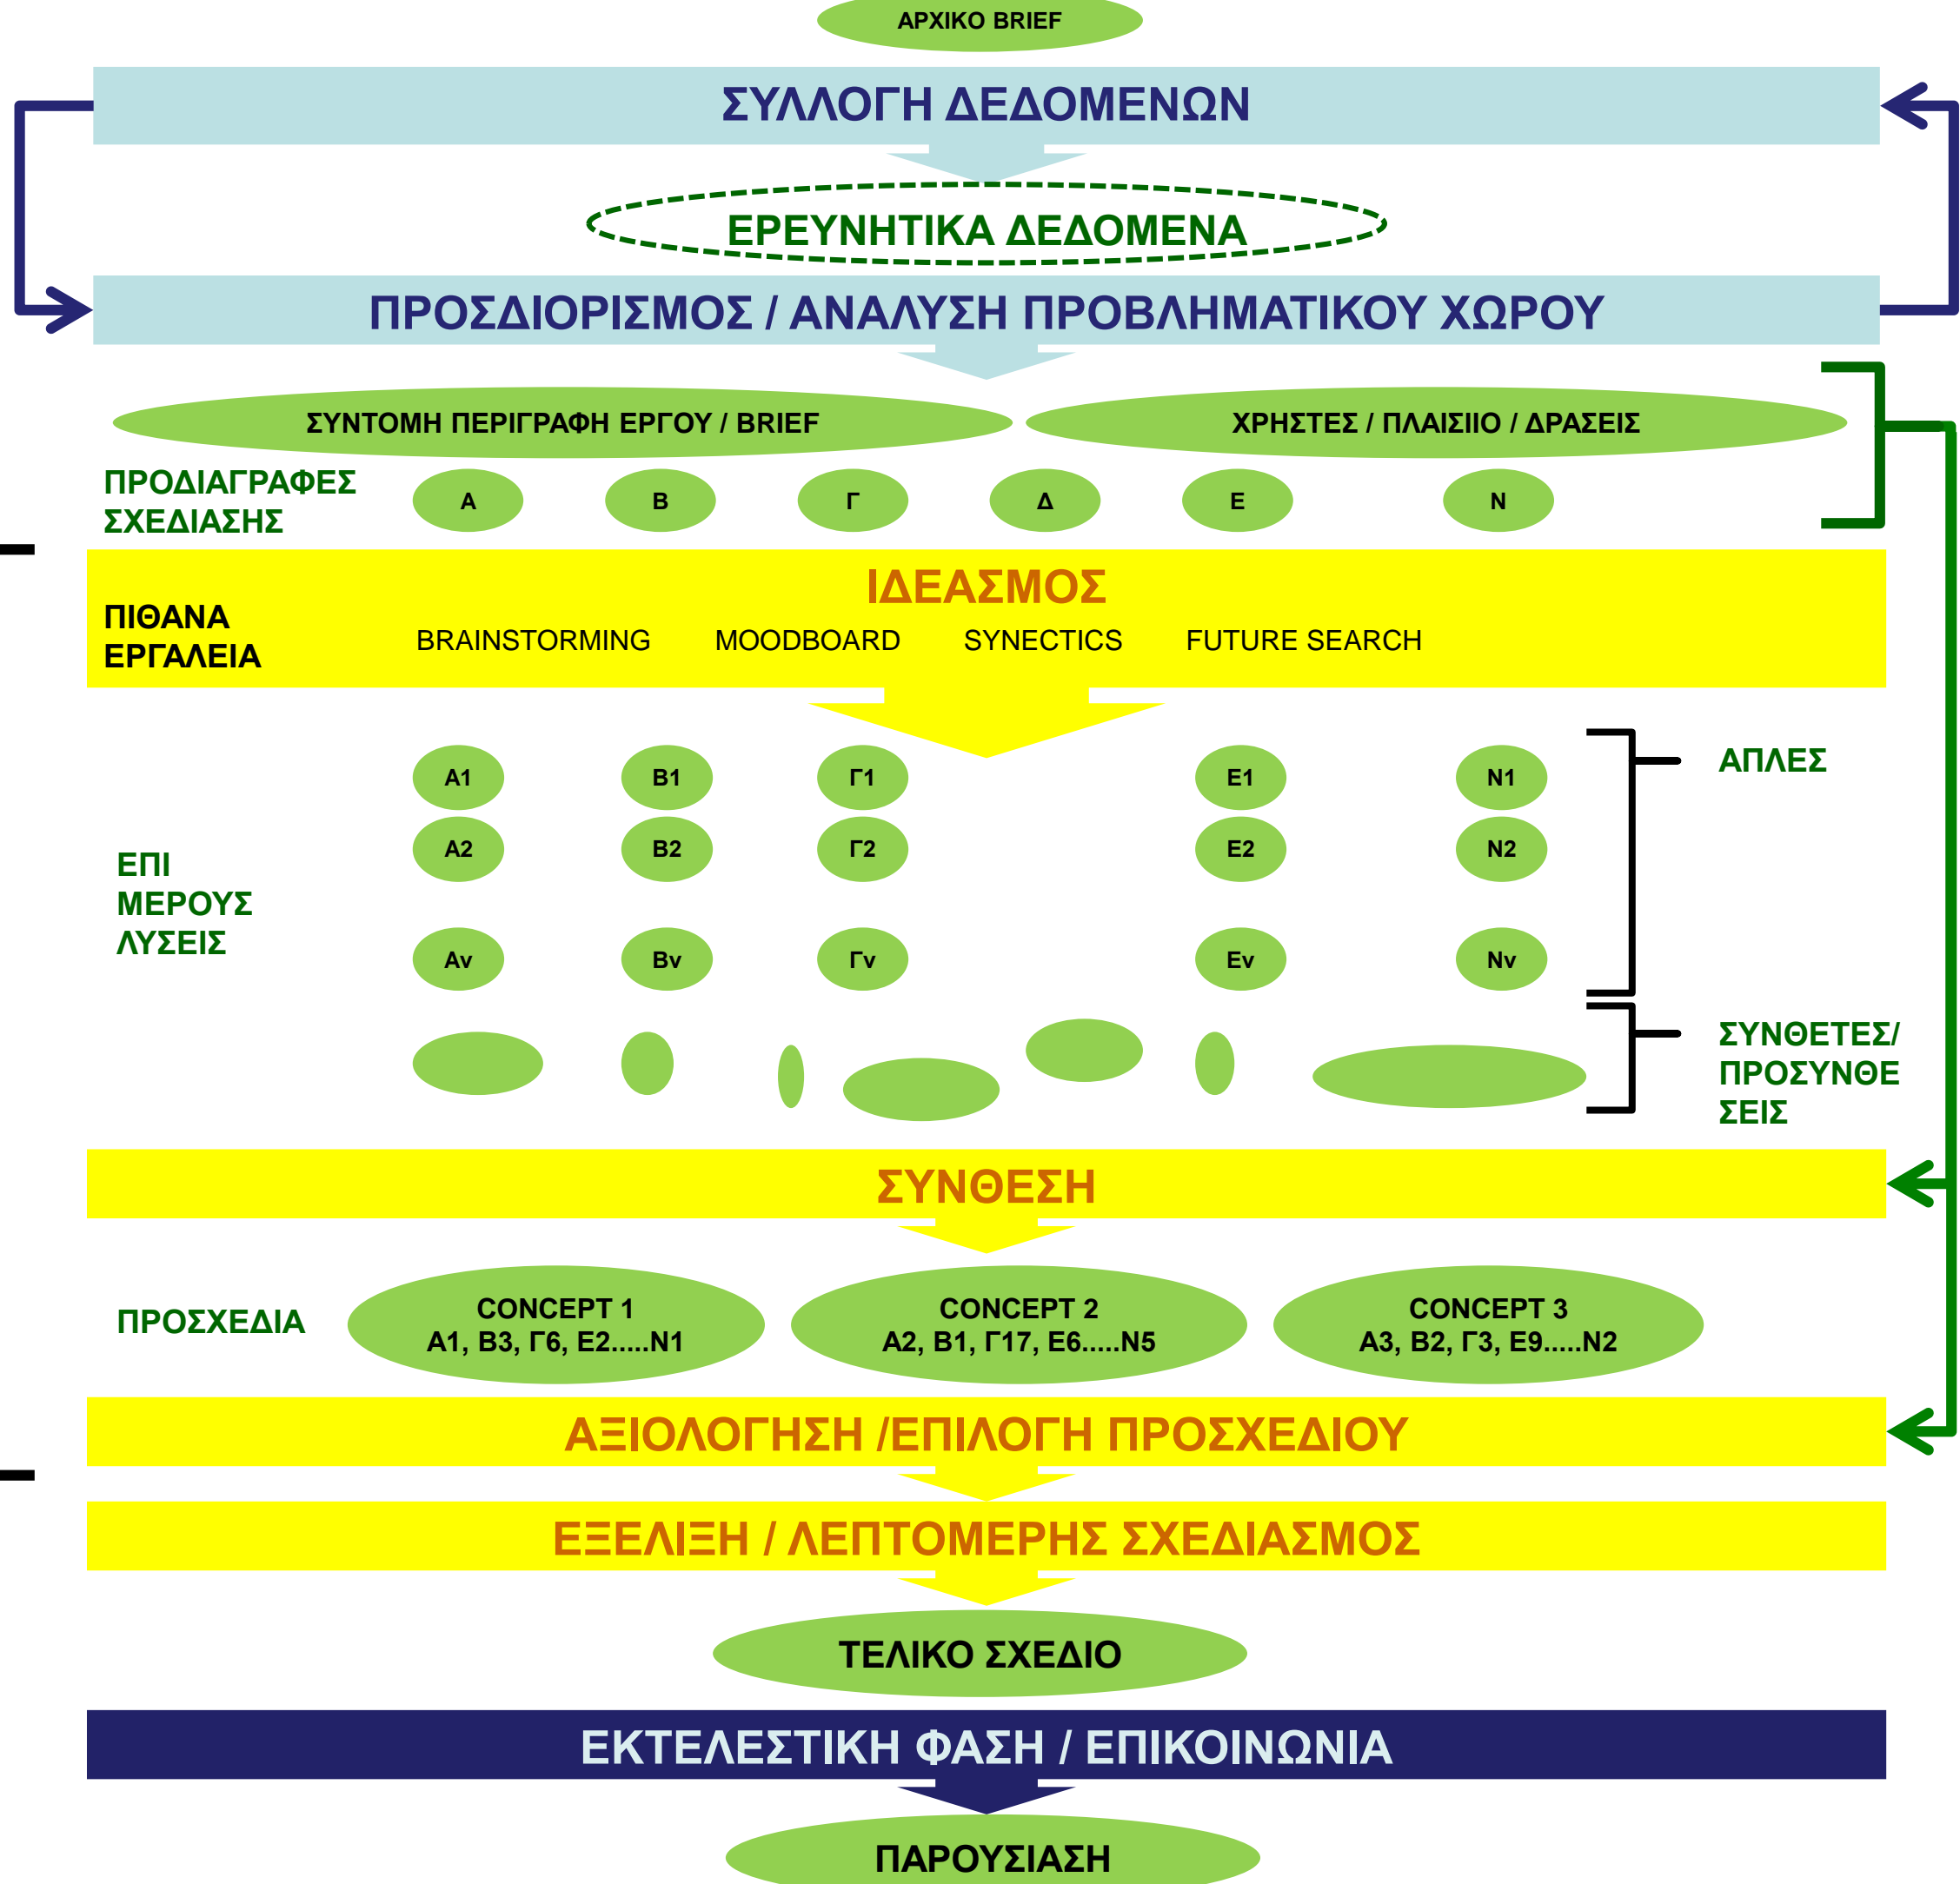 ΑΡΧΙΚΟ BRIEF
ΣΥΛΛΟΓΗ ΔΕΔΟΜΕΝΩΝ
ΕΡΕΥΝΗΤΙΚΑ ΔΕΔΟΜΕΝΑ
ΠΡΟΣΔΙΟΡΙΣΜΟΣ / ΑΝΑΛΥΣΗ ΠΡΟΒΛΗΜΑΤΙΚΟΥ ΧΩΡΟΥ
ΣΥΝΤΟΜΗ ΠΕΡΙΓΡΑΦΗ ΕΡΓΟΥ / BRIEF
ΧΡΗΣΤΕΣ / ΠΛΑΙΣΙΙΟ / ΔΡΑΣΕΙΣ
ΠΡΟΔΙΑΓΡΑΦΕΣ
ΣΧΕΔΙΑΣΗΣ
Α Β Γ Δ Ε Ν
ΙΔΕΑΣΜΟΣ
ΠΙΘΑΝΑ
ΕΡΓΑΛΕΙΑ
BRAINSTORMING MOODBOARD SYNECTICS FUTURE SEARCH
Α1 Β1 Γ1 Ε1 Ν1
ΑΠΛΕΣ
Α2 Β2 Γ2 Ε2 Ν2
ΕΠΙ
ΜΕΡΟΥΣ
ΛΥΣΕΙΣ
Αν Βν Γν Εν Νν
ΣΥΝΘΕΤΕΣ/
ΠΡΟΣΥΝΘΕ
ΣΕΙΣ
ΣΥΝΘΕΣΗ
ΠΡΟΣΧΕΔΙΑ
CONCEPT 1
Α1, Β3, Γ6, Ε2.....Ν1
CONCEPT 2
Α2, Β1, Γ17, Ε6.....Ν5
CONCEPT 3
Α3, Β2, Γ3, Ε9.....Ν2
ΑΞΙΟΛΟΓΗΣΗ /ΕΠΙΛΟΓΗ ΠΡΟΣΧΕΔΙΟΥ
ΕΞΕΛΙΞΗ / ΛΕΠΤΟΜΕΡΗΣ ΣΧΕΔΙΑΣΜΟΣ
ΤΕΛΙΚΟ ΣΧΕΔΙΟ
ΕΚΤΕΛΕΣΤΙΚΗ ΦΑΣΗ / ΕΠΙΚΟΙΝΩΝΙΑ
ΠΑΡΟΥΣΙΑΣΗ